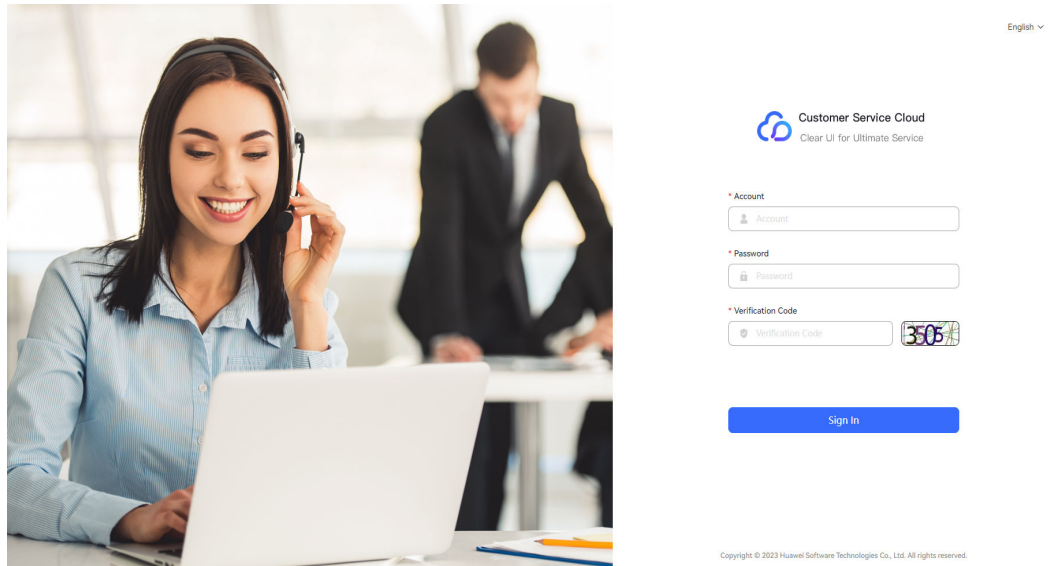 English
Customer Service Cloud
Clear UI for Ultimate Service
* Account
Account
* Password
Password
* Verification Code
Verification Code
3505
Sign In
Copyright © 2023 Huawei Software Technologies Co., Ltd. All rights reserved.